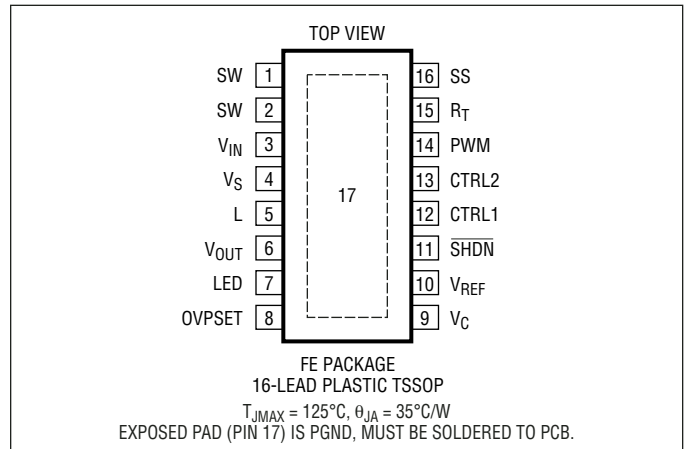 TOP VIEW
SW 1
SW 2
VIN 3
VS 4
L 5
VOUT 6
LED 7
OVPSET 8
17
16 SS
15 RT
14 PWM
13 CTRL2
12 CTRL1
11 SHDN
10 VREF
9 VC
FE PACKAGE
16-LEAD PLASTIC TSSOP
TJMAX = 125°C, θJA = 35°C/W
EXPOSED PAD (PIN 17) IS PGND, MUST BE SOLDERED TO PCB.